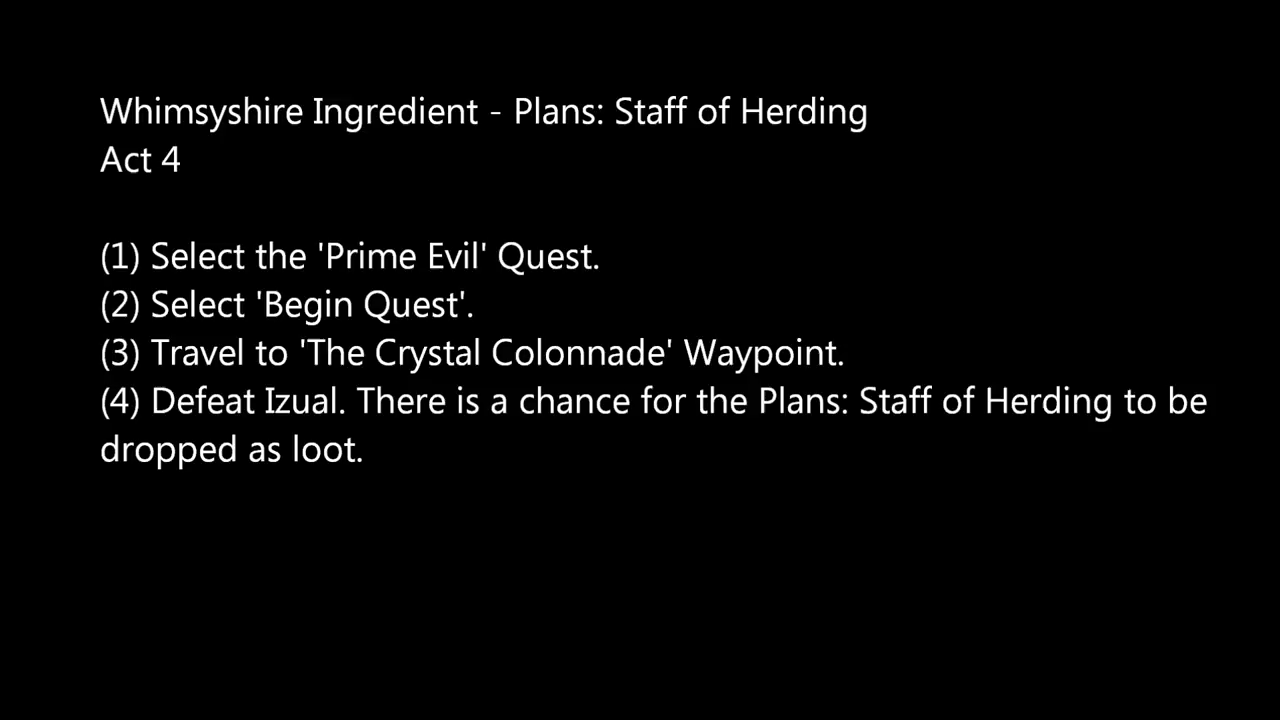 Whimsyshire Ingredient - Plans: Staff of Herding
Act 4
(1) Select the 'Prime Evil' Quest.
(2) Select 'Begin Quest'.
(3) Travel to 'The Crystal Colonnade' Waypoint.
(4) Defeat Izual. There is a chance for the Plans: Staff of Herding to be
dropped as loot.